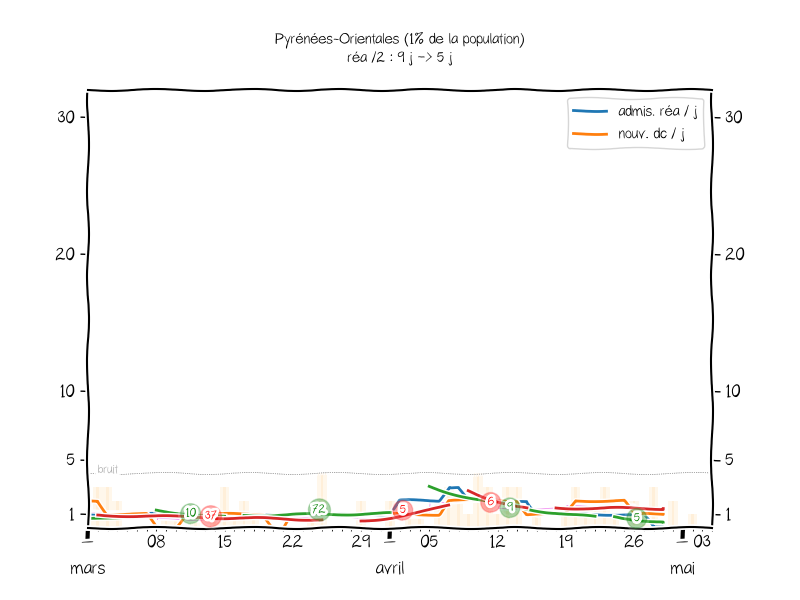 Pyrénées-Orientales (1% de la population)
réa /2 : 9 j -> 5 j
admis. réa / j
nouv. dc / j
30 30
20 20
10 10
5 5
bruit
1 1
10 37 72 5 6 9 5
08 15 22 29 05 12 19 26 03
mars avril mai